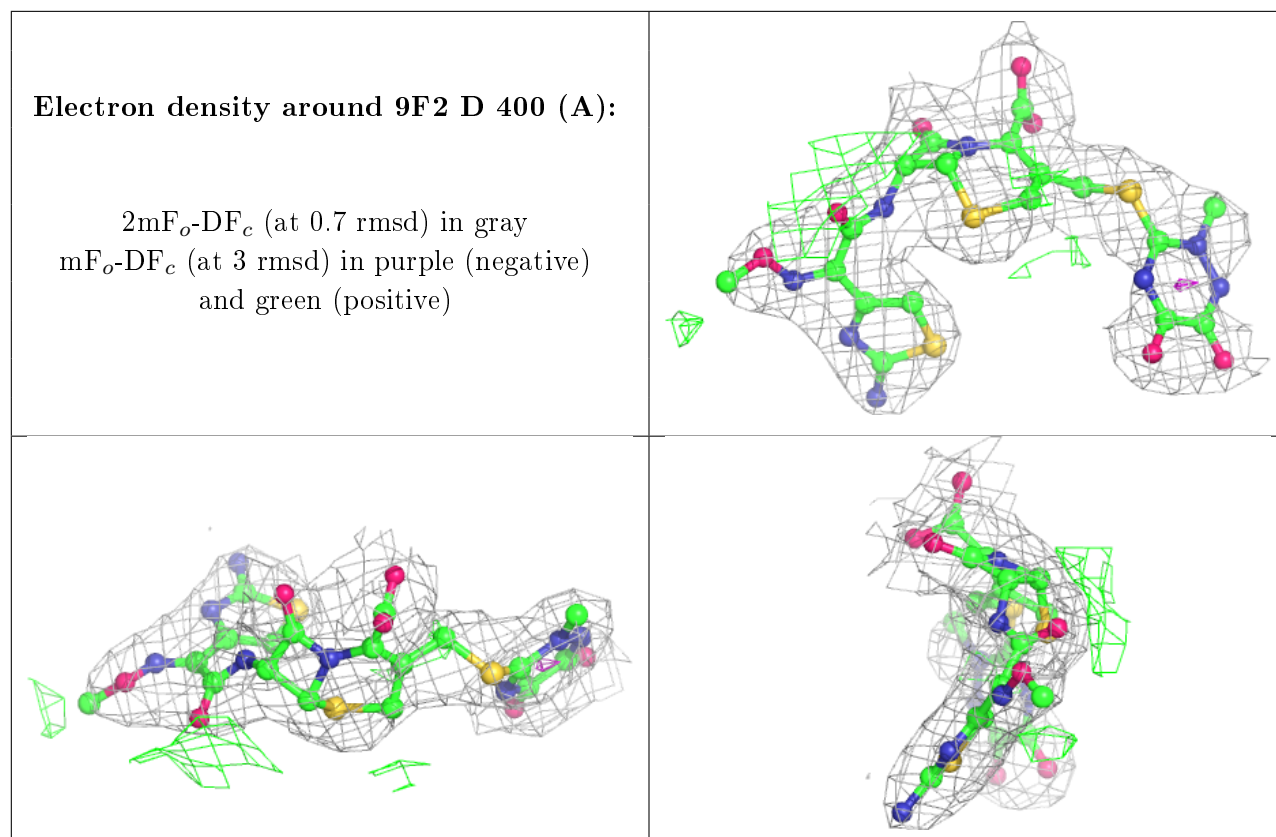 Electron density around 9F2 D 400 (A):
2mFₒ-DF𝒸 (at 0.7 rmsd) in gray
mFₒ-DF𝒸 (at 3 rmsd) in purple (negative)
and green (positive)